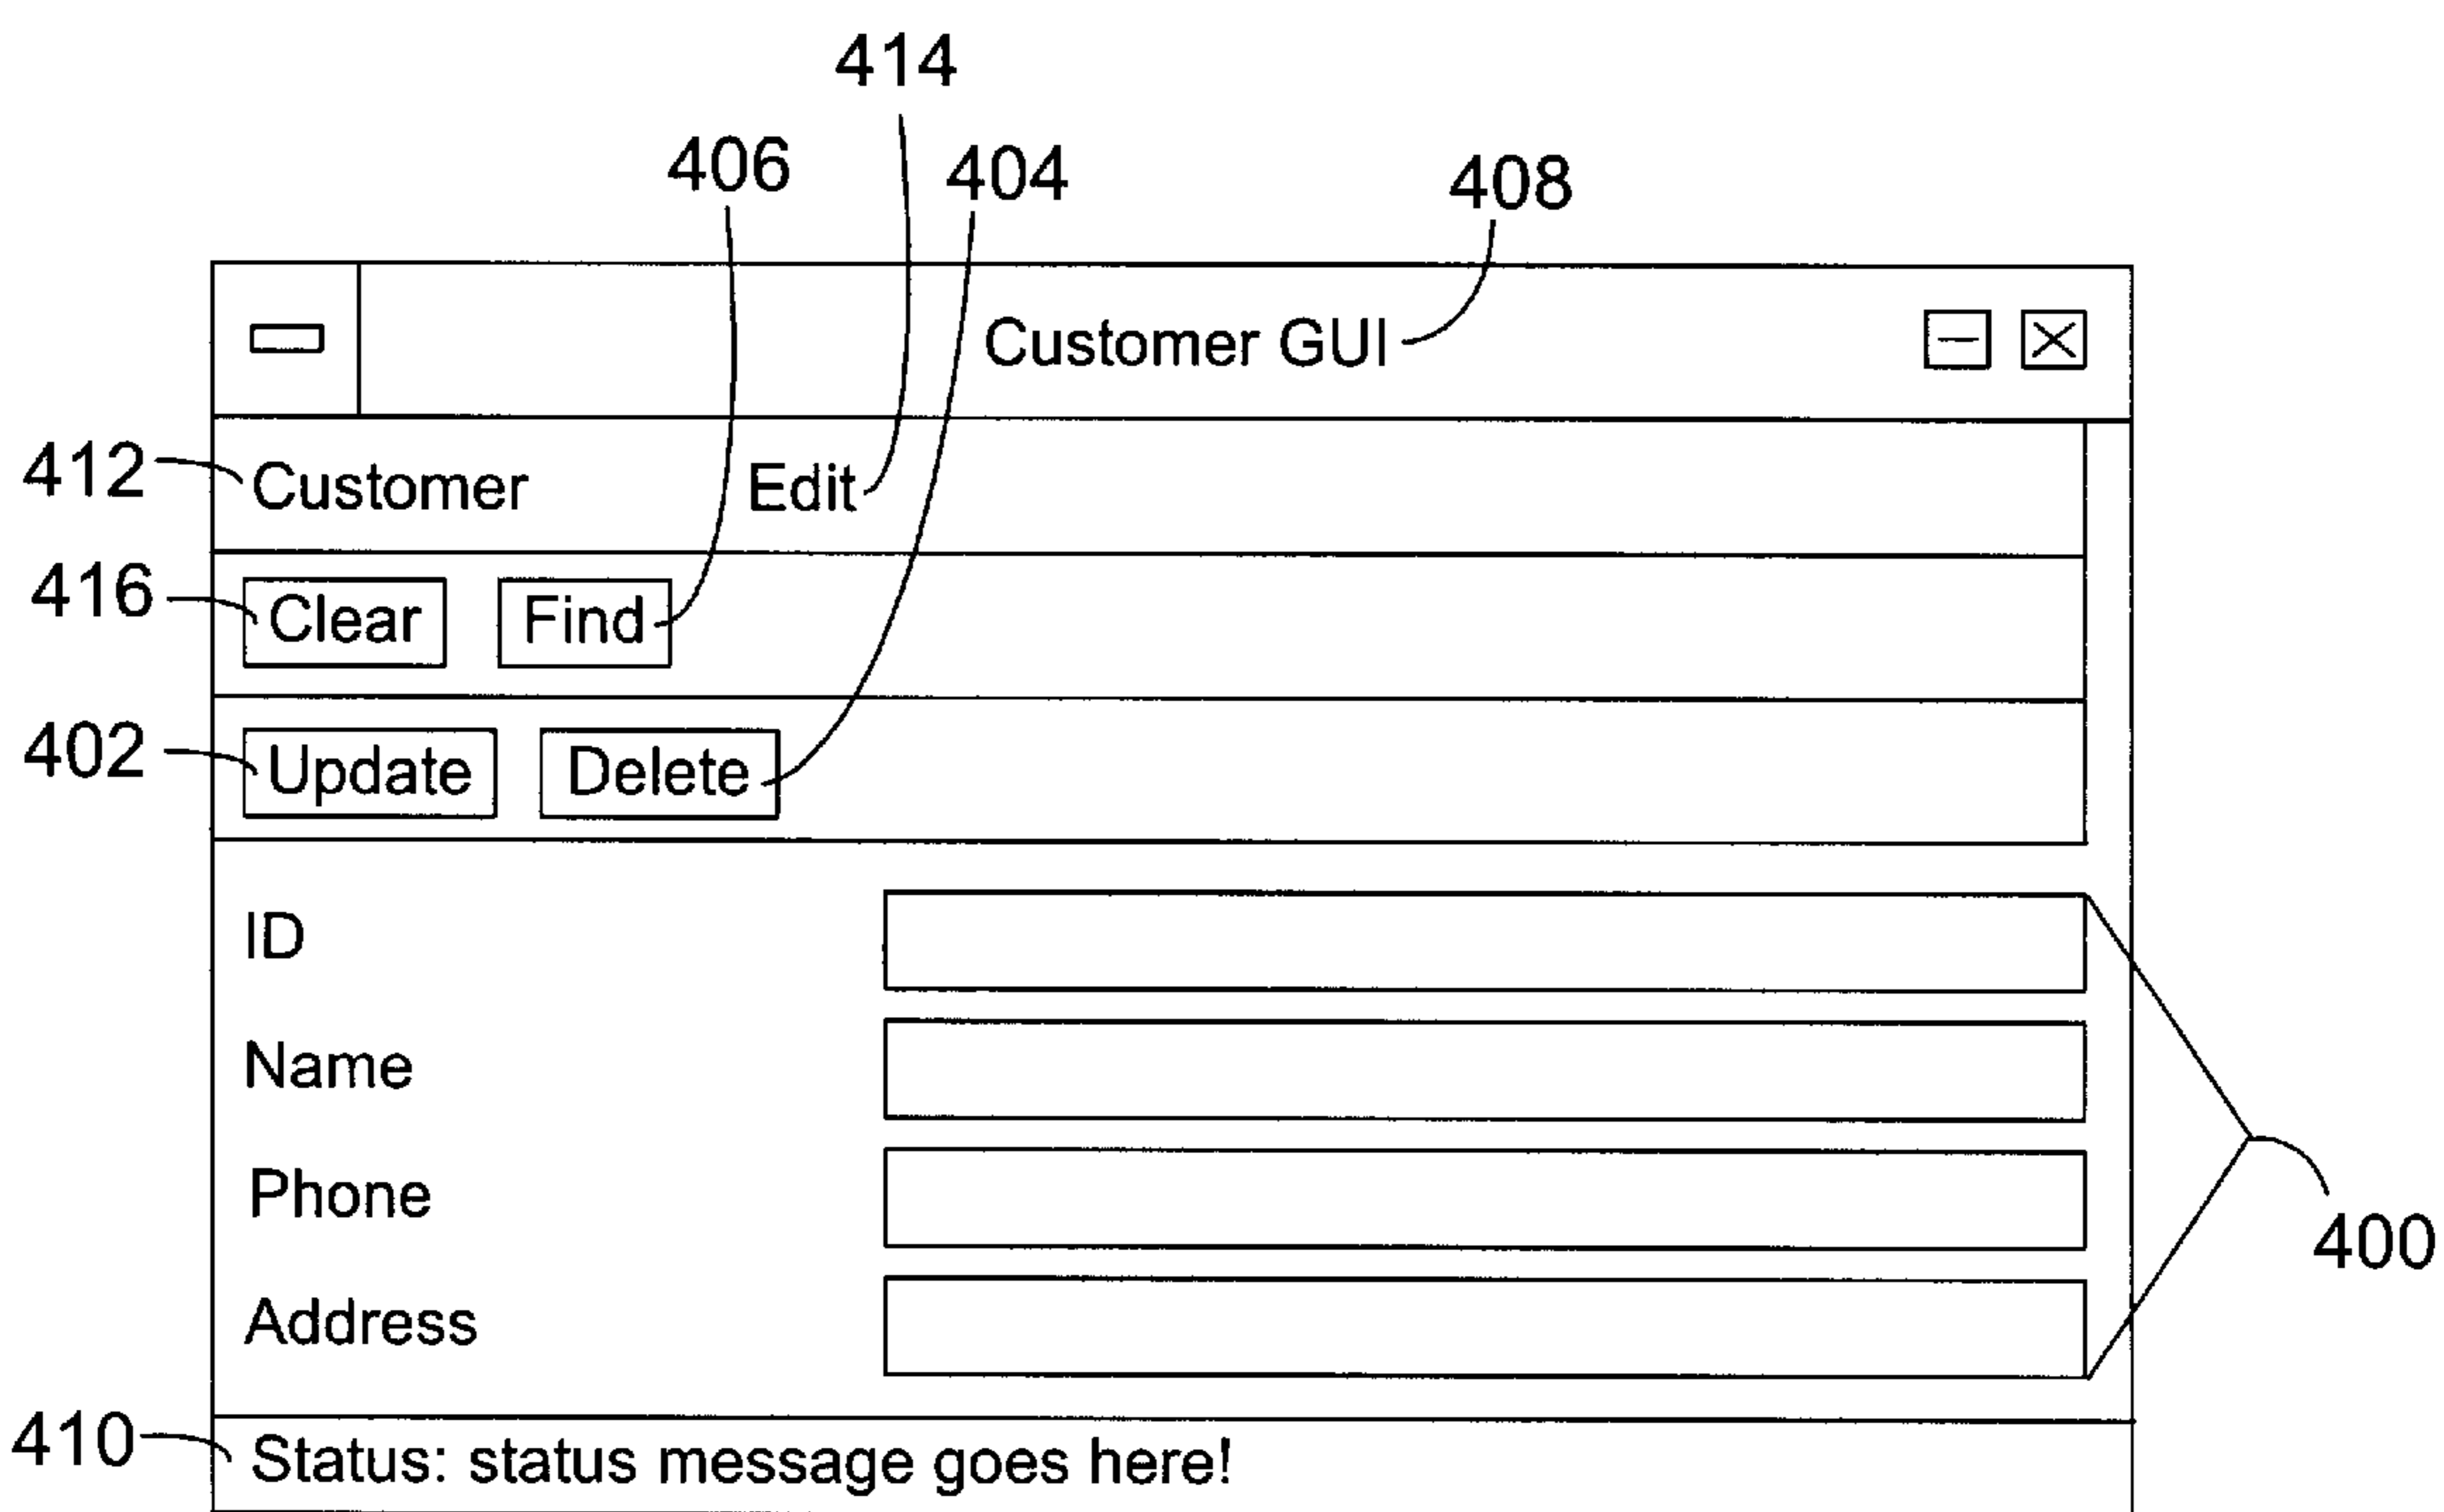 414
406 404 408
Customer GUI
412 Customer Edit
416 Clear Find
402 Update Delete
ID
Name
Phone
400
Address
410 Status: status message goes here!